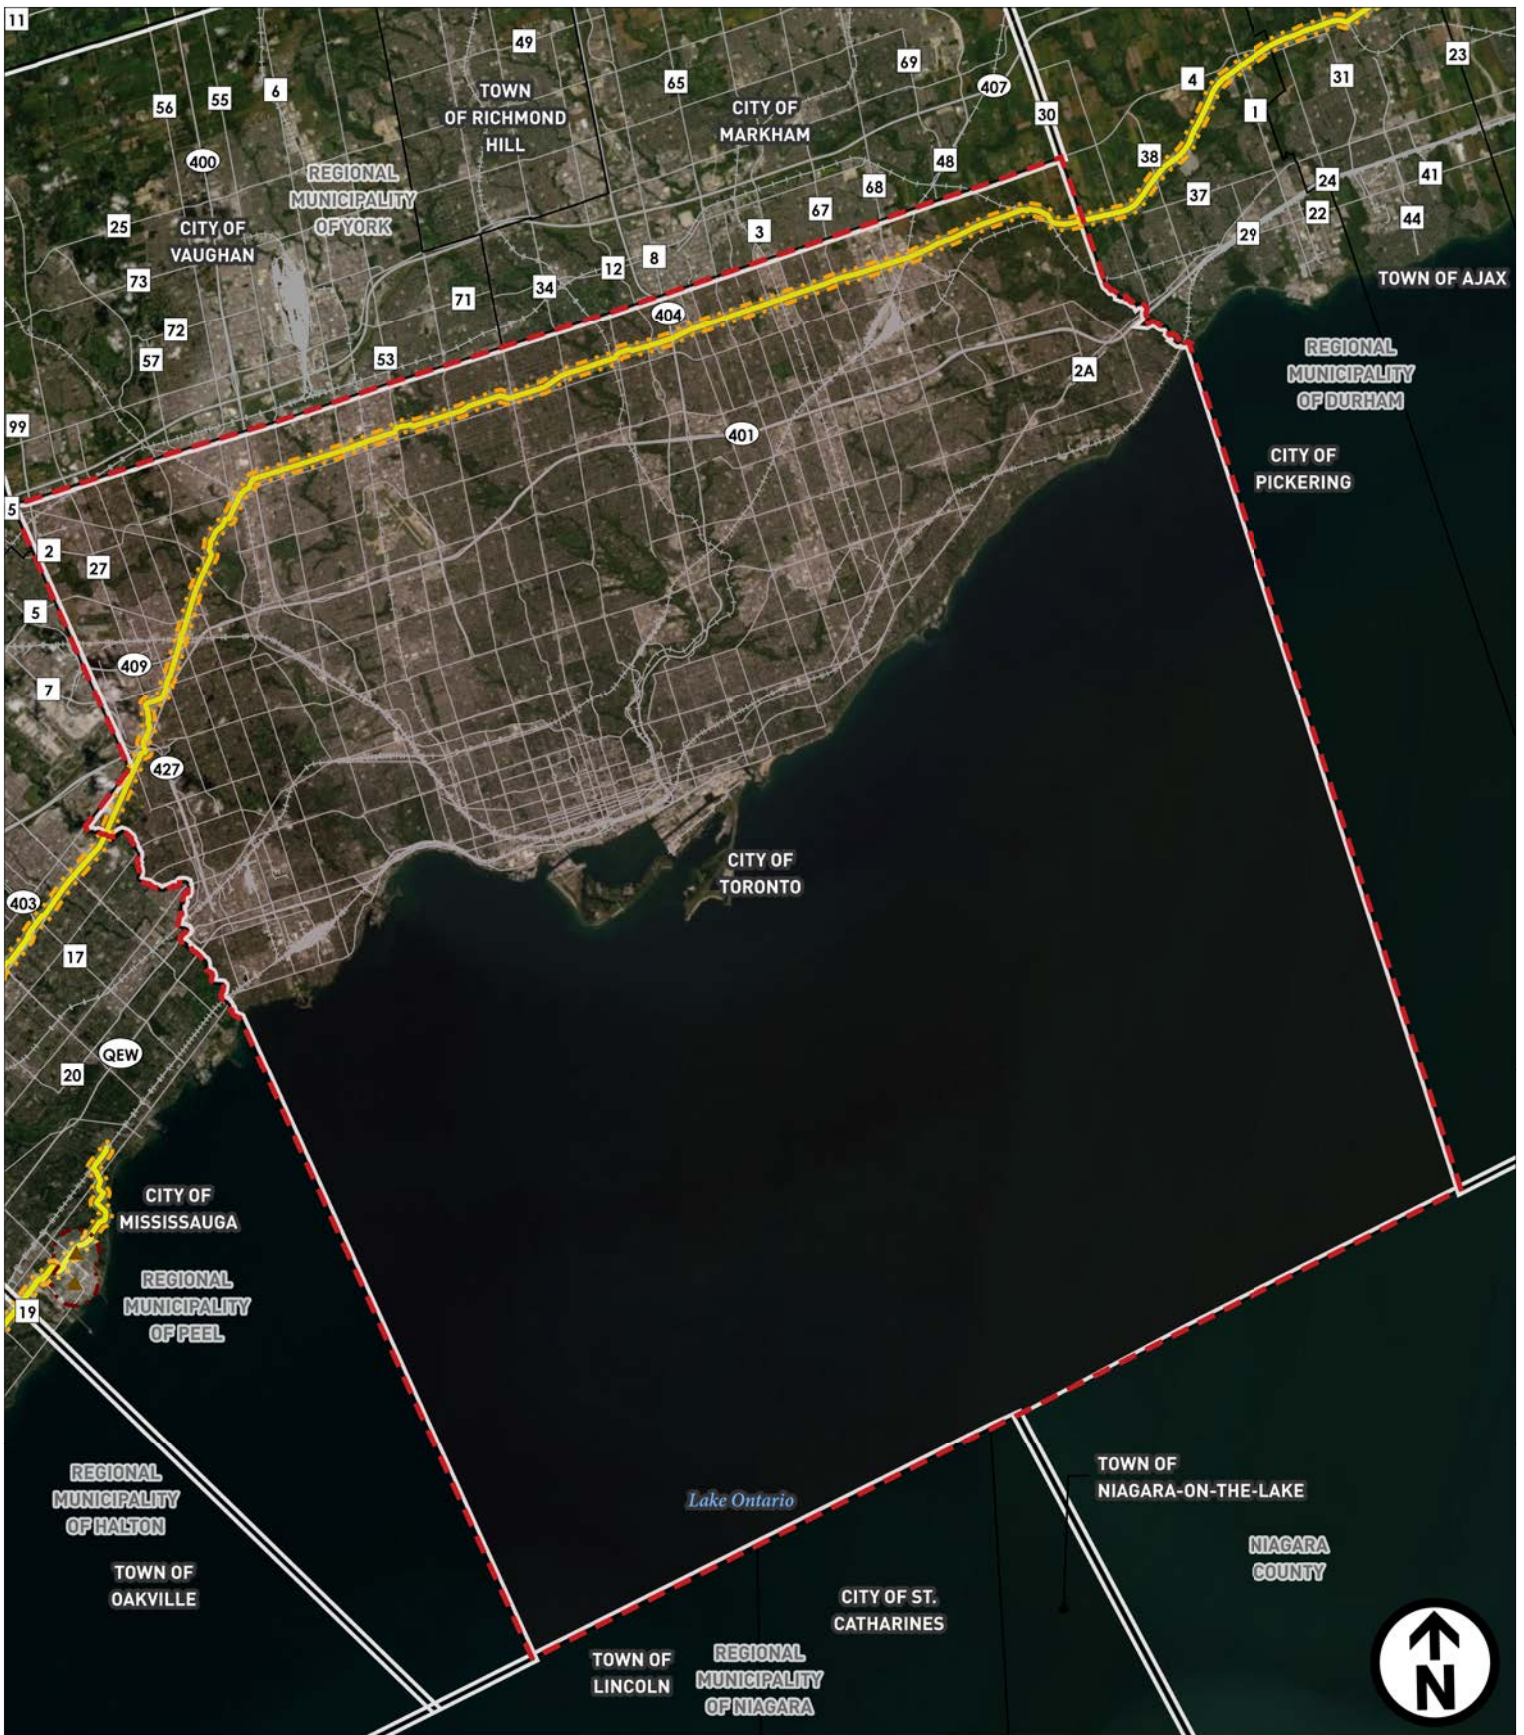 11
49
69
23
65
6
4
31
56
55
407
TOWN
OF RICHMOND
HILL
CITY OF
MARKHAM
30
1
400
48
38
REGIONAL
MUNICIPALITY
OF YORK
68
37
24
41
67
22
44
25
CITY OF
VAUGHAN
3
29
8
12
TOWN OF AJAX
73
34
71
404
72
57
53
2A
REGIONAL
MUNICIPALITY
OF DURHAM
99
401
CITY OF
PICKERING
5
2
27
5
409
7
427
CITY OF
TORONTO
403
17
QEW
20
CITY OF
MISSISSAUGA
REGIONAL
MUNICIPALITY
OF PEEL
19
REGIONAL
MUNICIPALITY
OF HALTON
TOWN OF
OAKVILLE
Lake Ontario
TOWN OF
NIAGARA-ON-THE-LAKE
NIAGARA
COUNTY
CITY OF ST.
CATHARINES
TOWN OF
LINCOLN
REGIONAL
MUNICIPALITY
OF NIAGARA
N